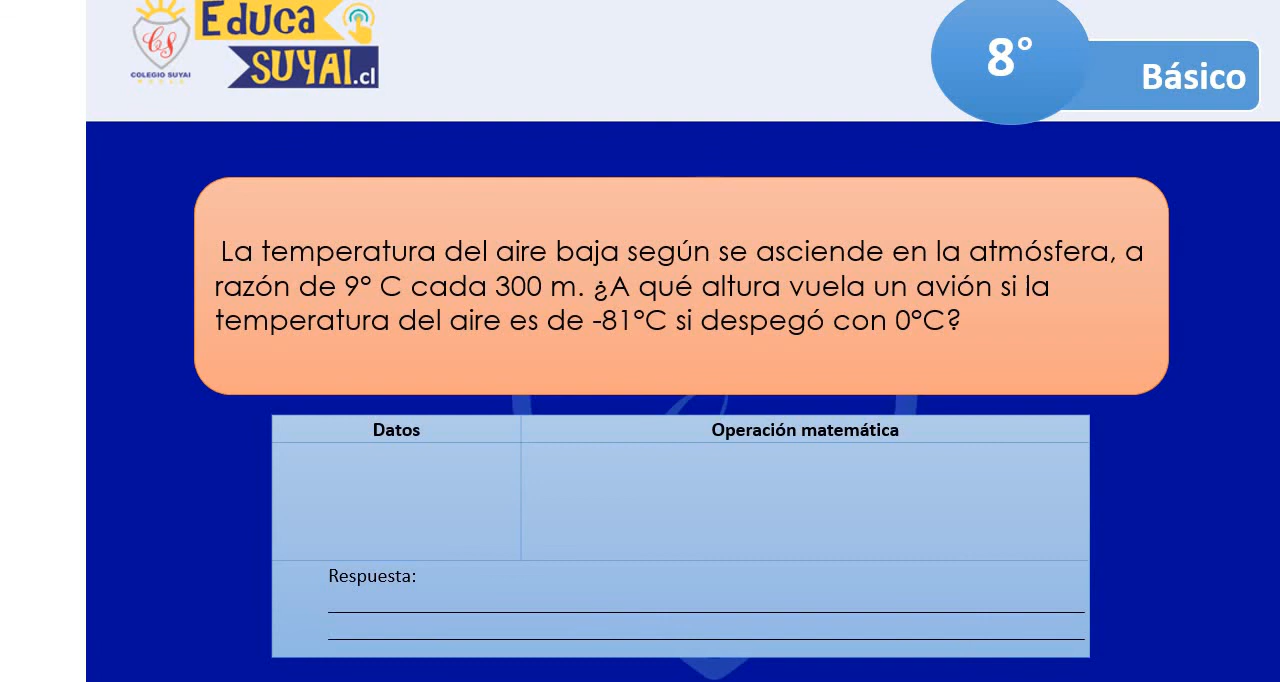 Educa
SUYAI.cl
CS
COLEGIO SUYAI
8°
Básico
La temperatura del aire baja según se asciende en la atmósfera, a
razón de 9° C cada 300 m. ¿A qué altura vuela un avión si la
temperatura del aire es de -81°C si despegó con 0°C?
Datos
Operación matemática
Respuesta: